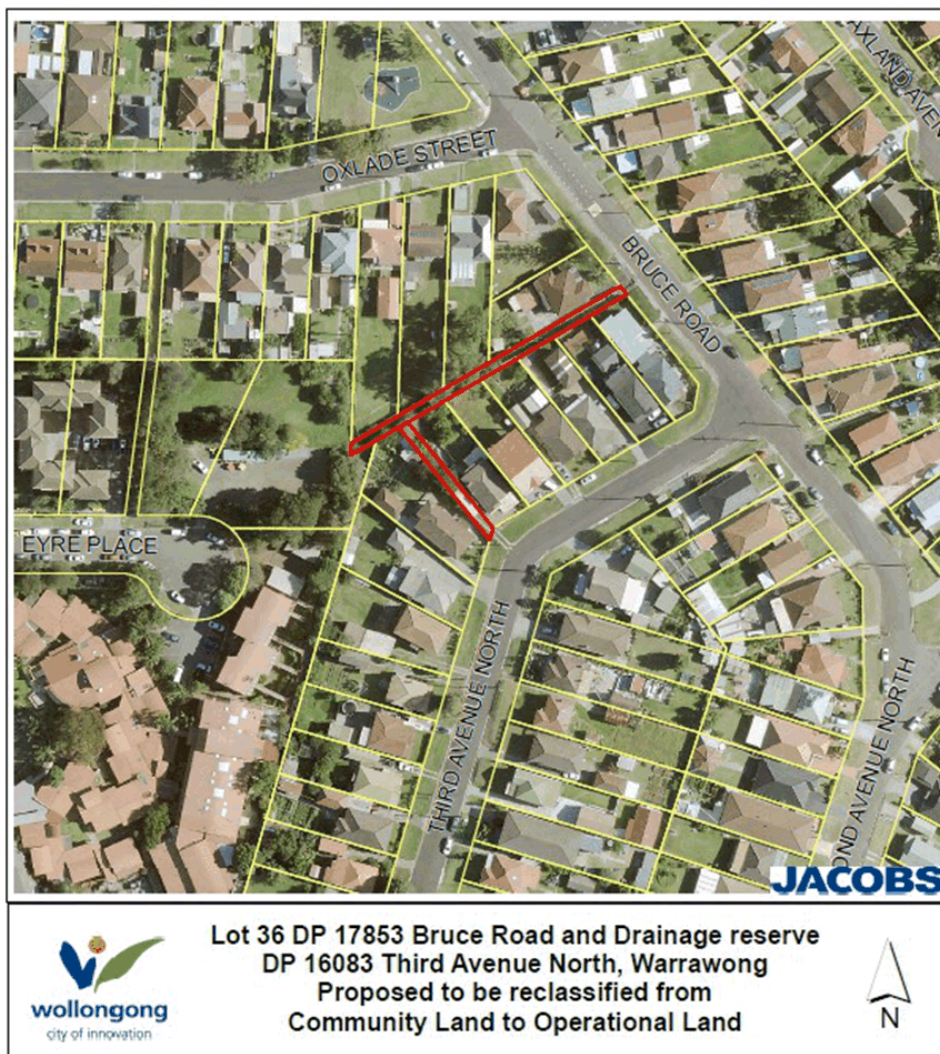 AXLAND AVEN
OXLADE STREET
BRUCE ROAD
EYRE PLACE
THIRD AVENUE NORTH
OND AVENUE NORTH
JACOBS
wollongong
city of innovation
Lot 36 DP 17853 Bruce Road and Drainage reserve
DP 16083 Third Avenue North, Warrawong
Proposed to be reclassified from
Community Land to Operational Land
N